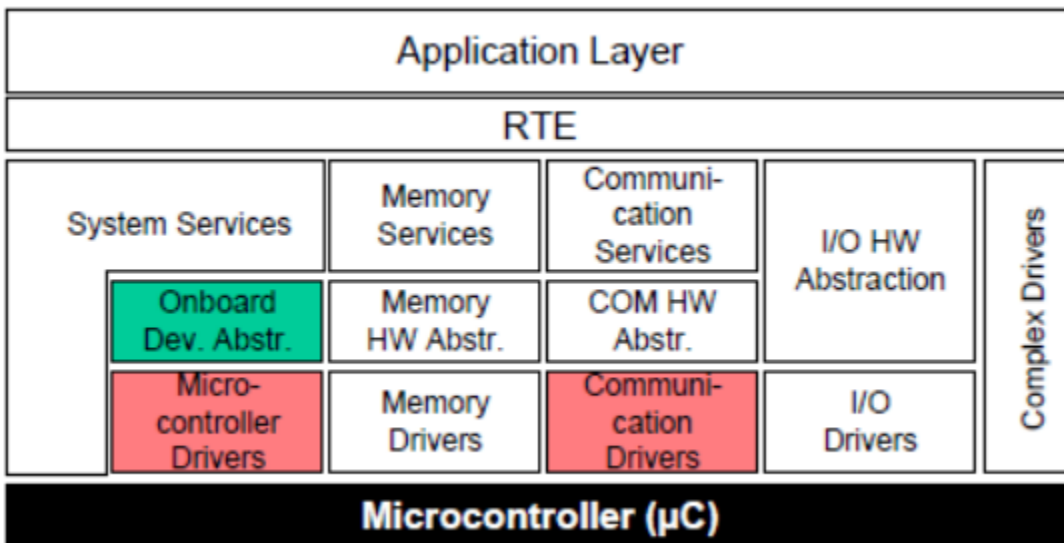 Application Layer
RTE
System Services
Memory
Services
Communi-
cation
Services
I/O HW
Abstraction
Complex Drivers
Onboard
Dev. Abstr.
Memory
HW Abstr.
COM HW
Abstr.
Micro-
controller
Drivers
Memory
Drivers
Communi-
cation
Drivers
I/O
Drivers
Microcontroller (µC)